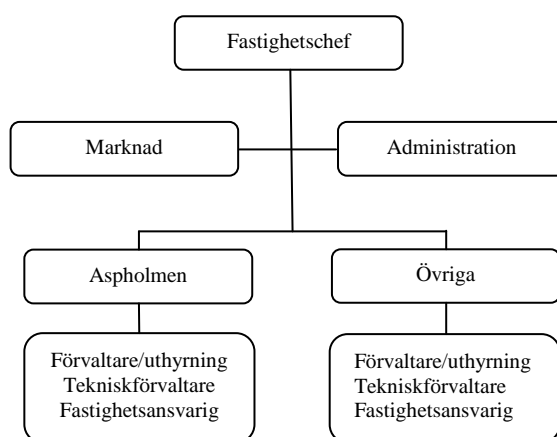 Fastighetschef
Marknad
Administration
Aspholmen
Övriga
Förvaltare/uthyrning
Tekniskförvaltare
Fastighetsansvarig
Förvaltare/uthyrning
Tekniskförvaltare
Fastighetsansvarig